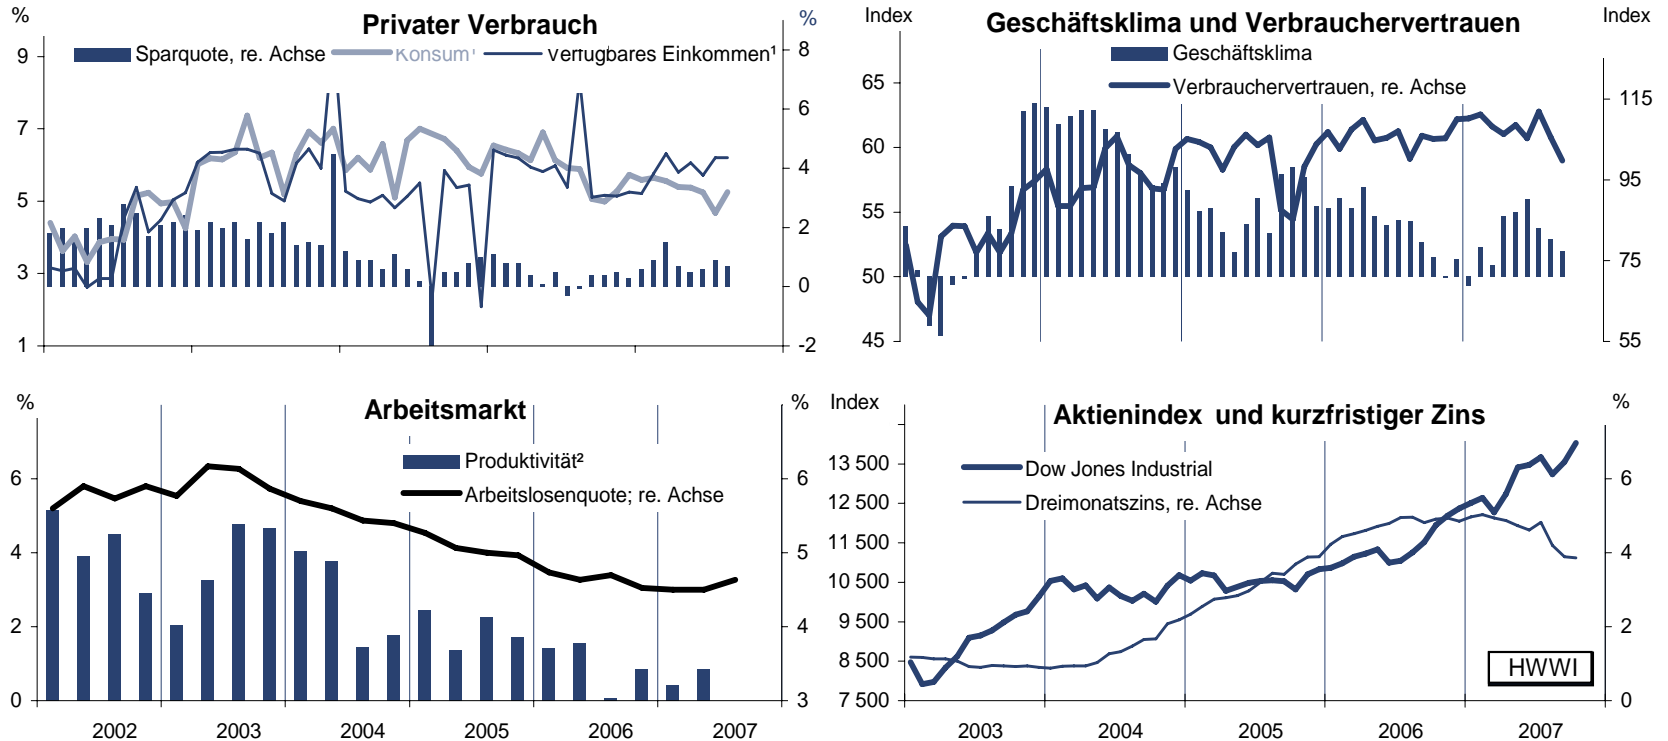 Privater Verbrauch
% %
Sparquote, re. Achse Konsum¹ Verfügbares Einkommen¹
9 8
7 6
5 4
3 2
1 0
-2
Geschäftsklima und Verbrauchervertrauen
Index Index
Geschäftsklima
Verbrauchervertrauen, re. Achse
65 115
60 95
55 75
50 55
45
Arbeitsmarkt
% %
Produktivität²
Arbeitslosenquote; re. Achse
6 6
4 5
2 4
0 3
2002 2003 2004 2005 2006 2007
Aktienindex und kurzfristiger Zins
Index %
Dow Jones Industrial
Dreimonatszins, re. Achse
13 500 6
12 500
11 500 4
10 500
9 500 2
8 500
7 500 0
HWWI
2003 2004 2005 2006 2007